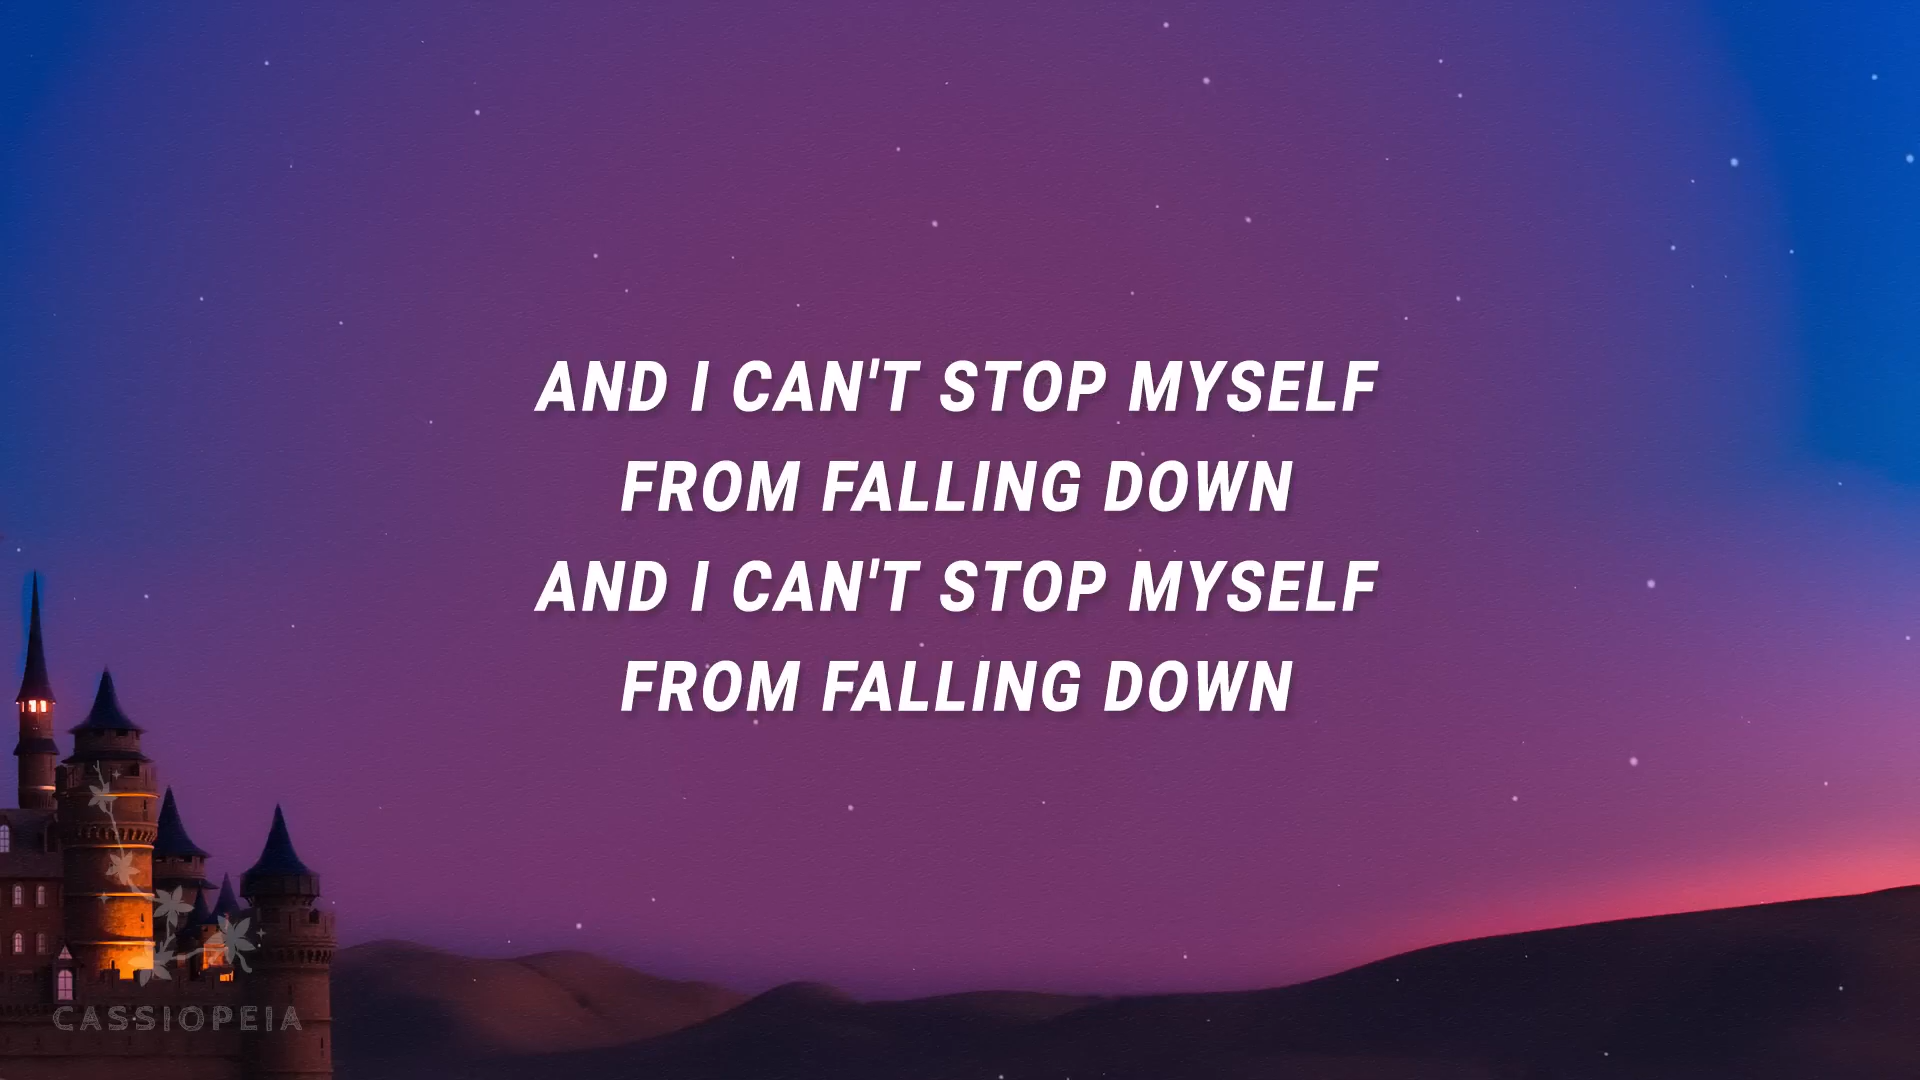 AND I CAN'T STOP MYSELF
FROM FALLING DOWN
AND I CAN'T STOP MYSELF
FROM FALLING DOWN
CASSIOPEIA